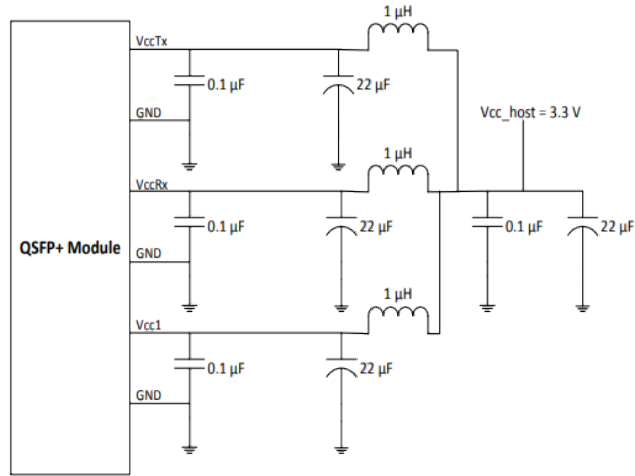 1 µH
VccTx
0.1 µF
22 µF
GND
Vcc_host = 3.3 V
1 µH
VccRx
QSFP+ Module
0.1 µF
22 µF
0.1 µF
22 µF
GND
1 µH
Vcc1
0.1 µF
22 µF
GND